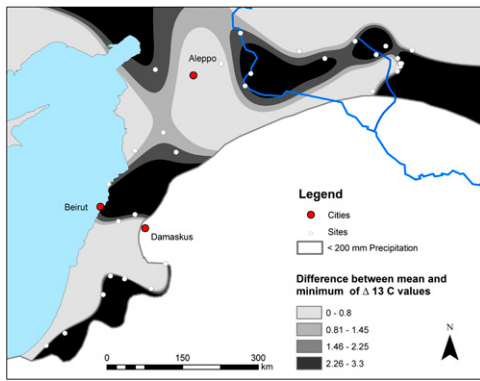 Aleppo
Beirut
Damaskus
Legend
Cities
Sites
< 200 mm Precipitation
Difference between mean and
minimum of Δ 13 C values
0 - 0.8
0.81 - 1.45
1.46 - 2.25
2.26 - 3.3
N
0 150 300
km